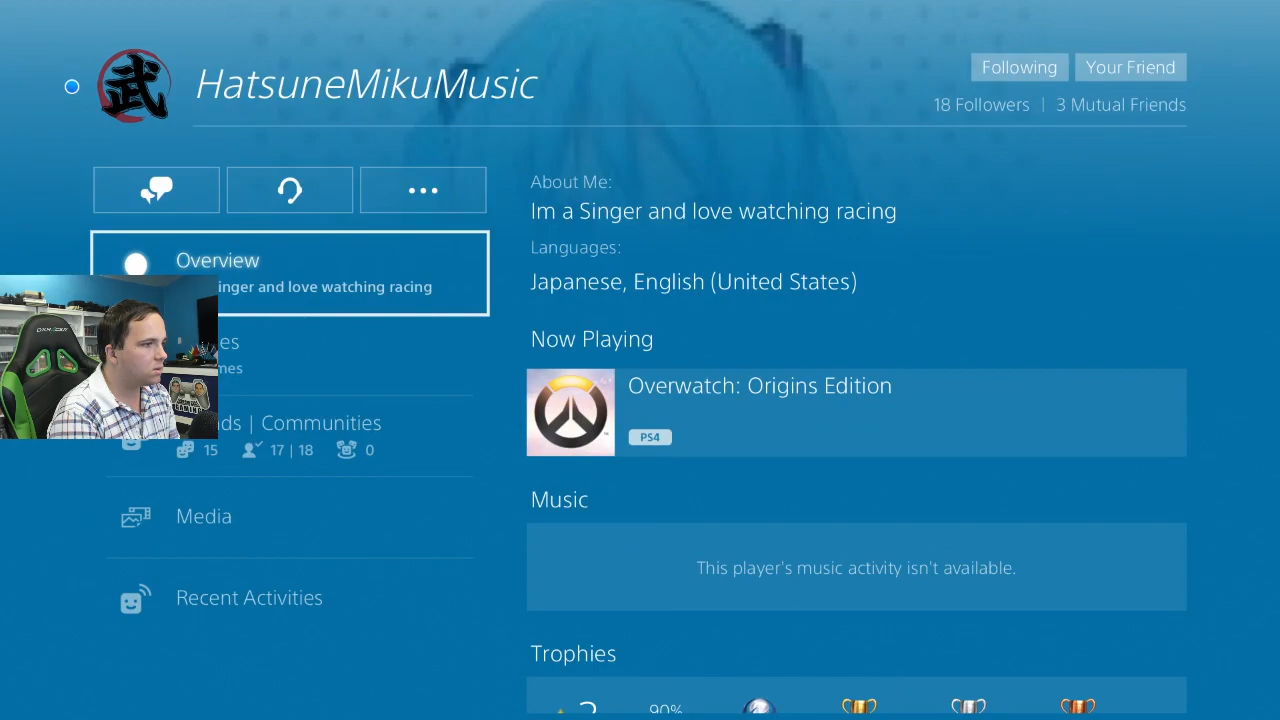 武
HatsuneMikuMusic
Following
Your Friend
18 Followers | 3 Mutual Friends
...
Overview
inger and love watching racing
es
mes
ds | Communities
15
17 | 18
0
Media
Recent Activities
About Me:
Im a Singer and love watching racing
Languages:
Japanese, English (United States)
Now Playing
Overwatch: Origins Edition
PS4
Music
This player's music activity isn't available.
Trophies
90%